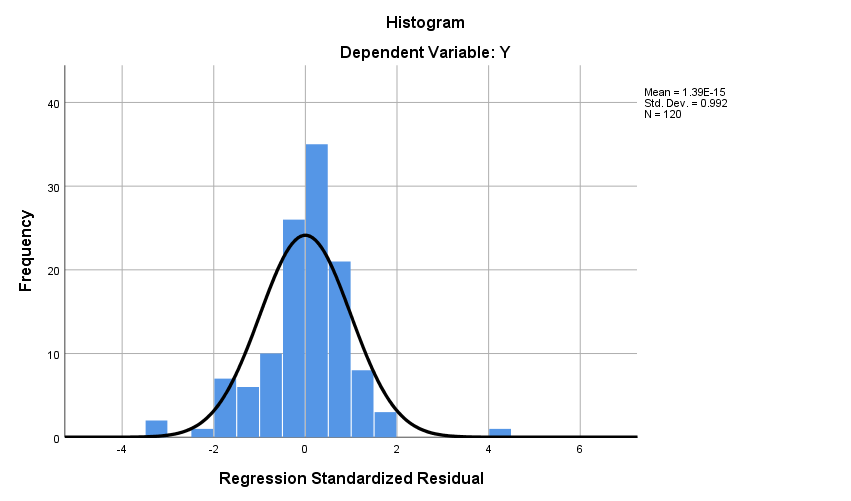 Histogram
Dependent Variable: Y
Mean = 1.39E-15
Std. Dev. = 0.992
N = 120
Frequency
40
30
20
10
0
-4 -2 0 2 4 6
Regression Standardized Residual